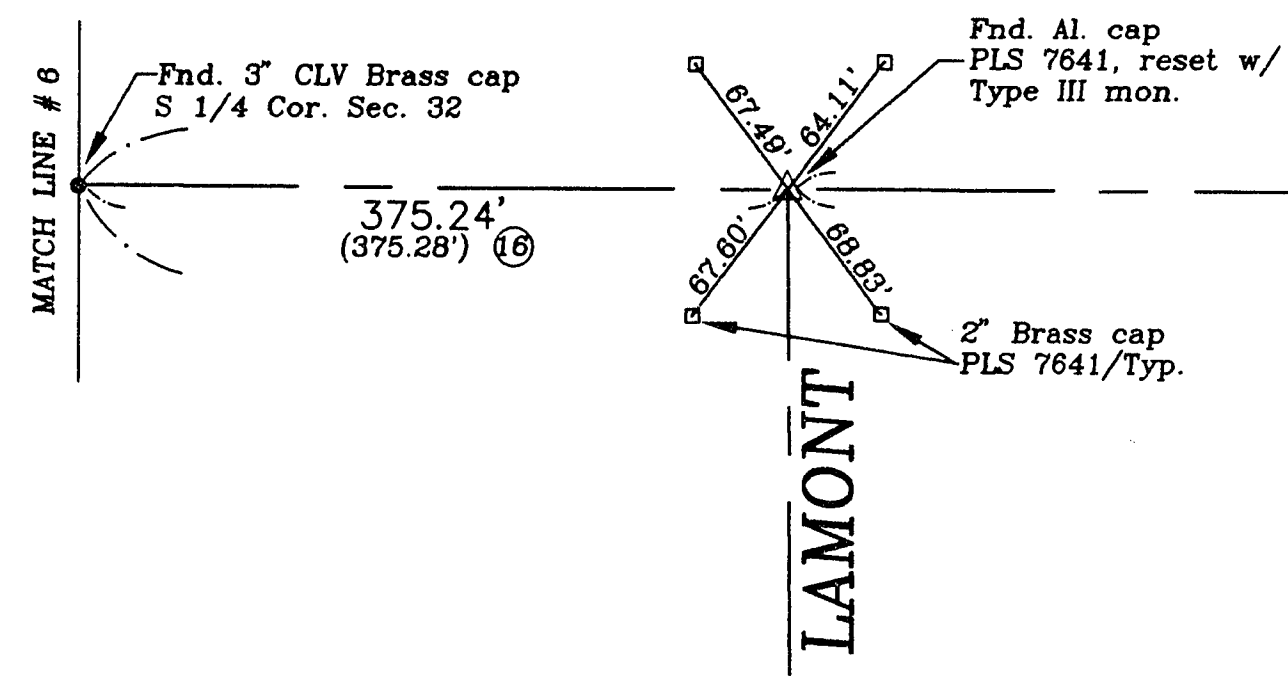 MATCH LINE #6
Fnd. 3" CLV Brass cap
S 1/4 Cor. Sec. 32
375.24'
(375.28') 16
67.49'
64.11'
67.60'
68.83'
Fnd. Al. cap
PLS 7641, reset w/
Type III mon.
2" Brass cap
PLS 7641/Typ.
LAMONT